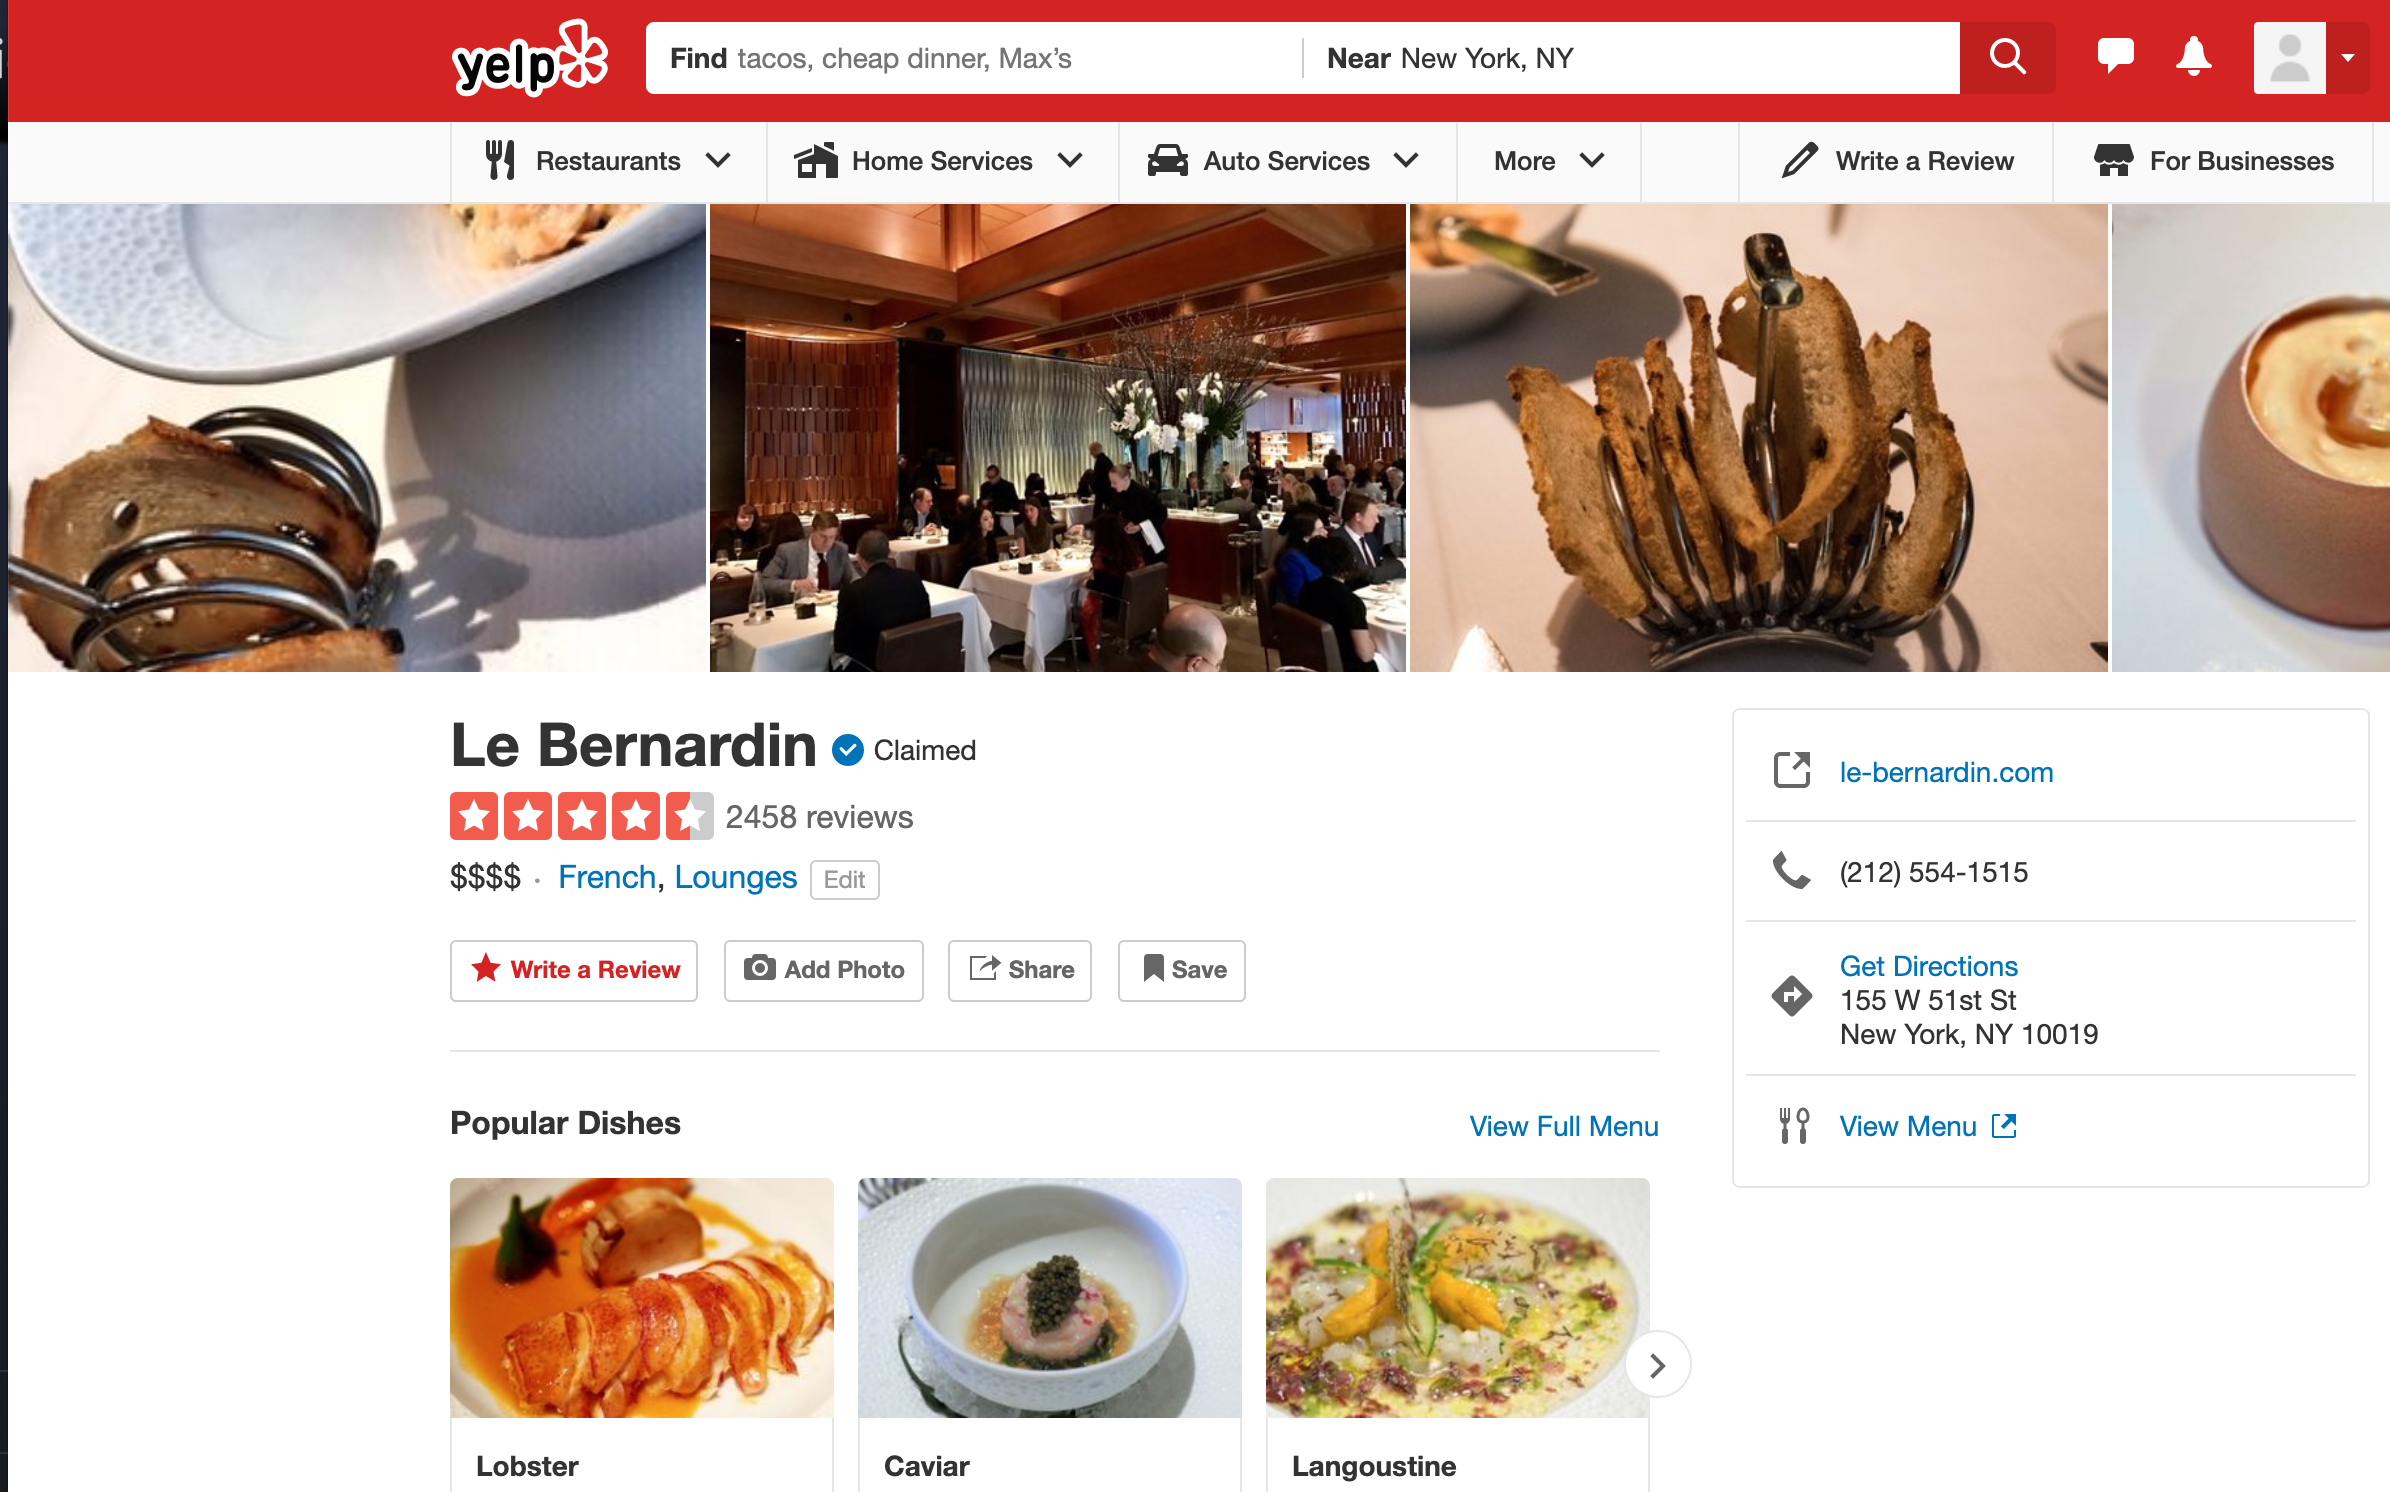 yelp
Find tacos, cheap dinner, Max’s
Near New York, NY
Restaurants
Home Services
Auto Services
More
Write a Review
For Businesses
Le Bernardin Claimed
2458 reviews
$$$$ · French, Lounges Edit
Write a Review
Add Photo
Share
Save
Popular Dishes
View Full Menu
Lobster
Caviar
Langoustine
le-bernardin.com
(212) 554-1515
Get Directions
155 W 51st St
New York, NY 10019
View Menu